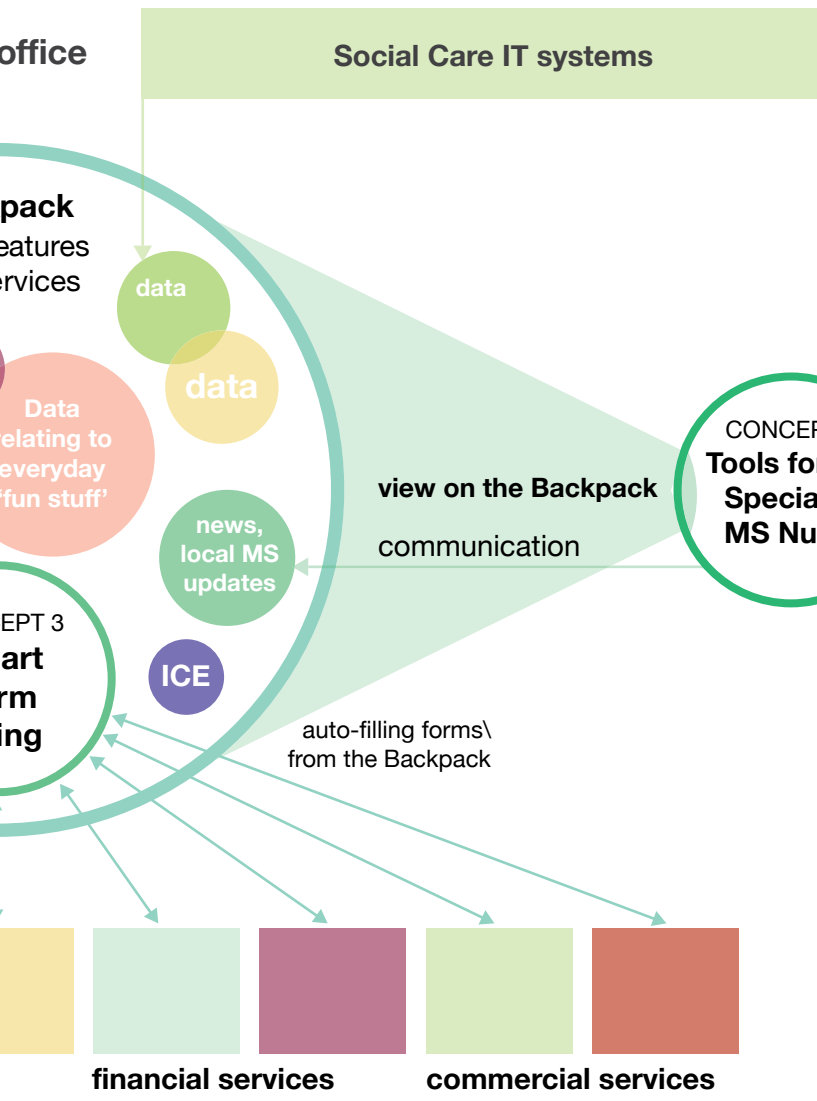 office
Social Care IT systems
pack
eatures
ervices
data
data
Data
elating to
everyday
'fun stuff'
news,
local MS
updates
ICE
view on the Backpack
communication
CONCEP
Tools for
Specia
MS Nu
EPT 3
art
rm
ing
auto-filling forms\
from the Backpack
financial services
commercial services